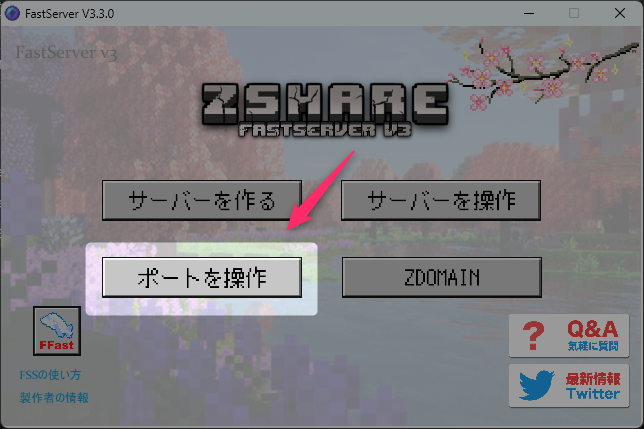 FastServer V3.3.0
FastServer v3
ZSHARE
FASTSERVER V3
サーバーを作る
サーバーを操作
ポートを操作
ZDOMAIN
FFast
FSSの使い方
製作者の情報
? Q&A
気軽に質問
最新情報
Twitter